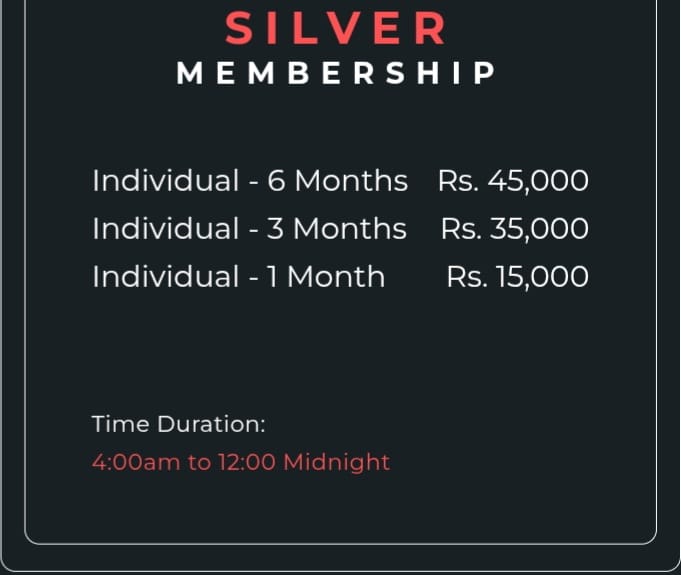 SILVER
MEMBERSHIP
Individual - 6 Months Rs. 45,000
Individual - 3 Months Rs. 35,000
Individual - 1 Month Rs. 15,000
Time Duration:
4:00am to 12:00 Midnight